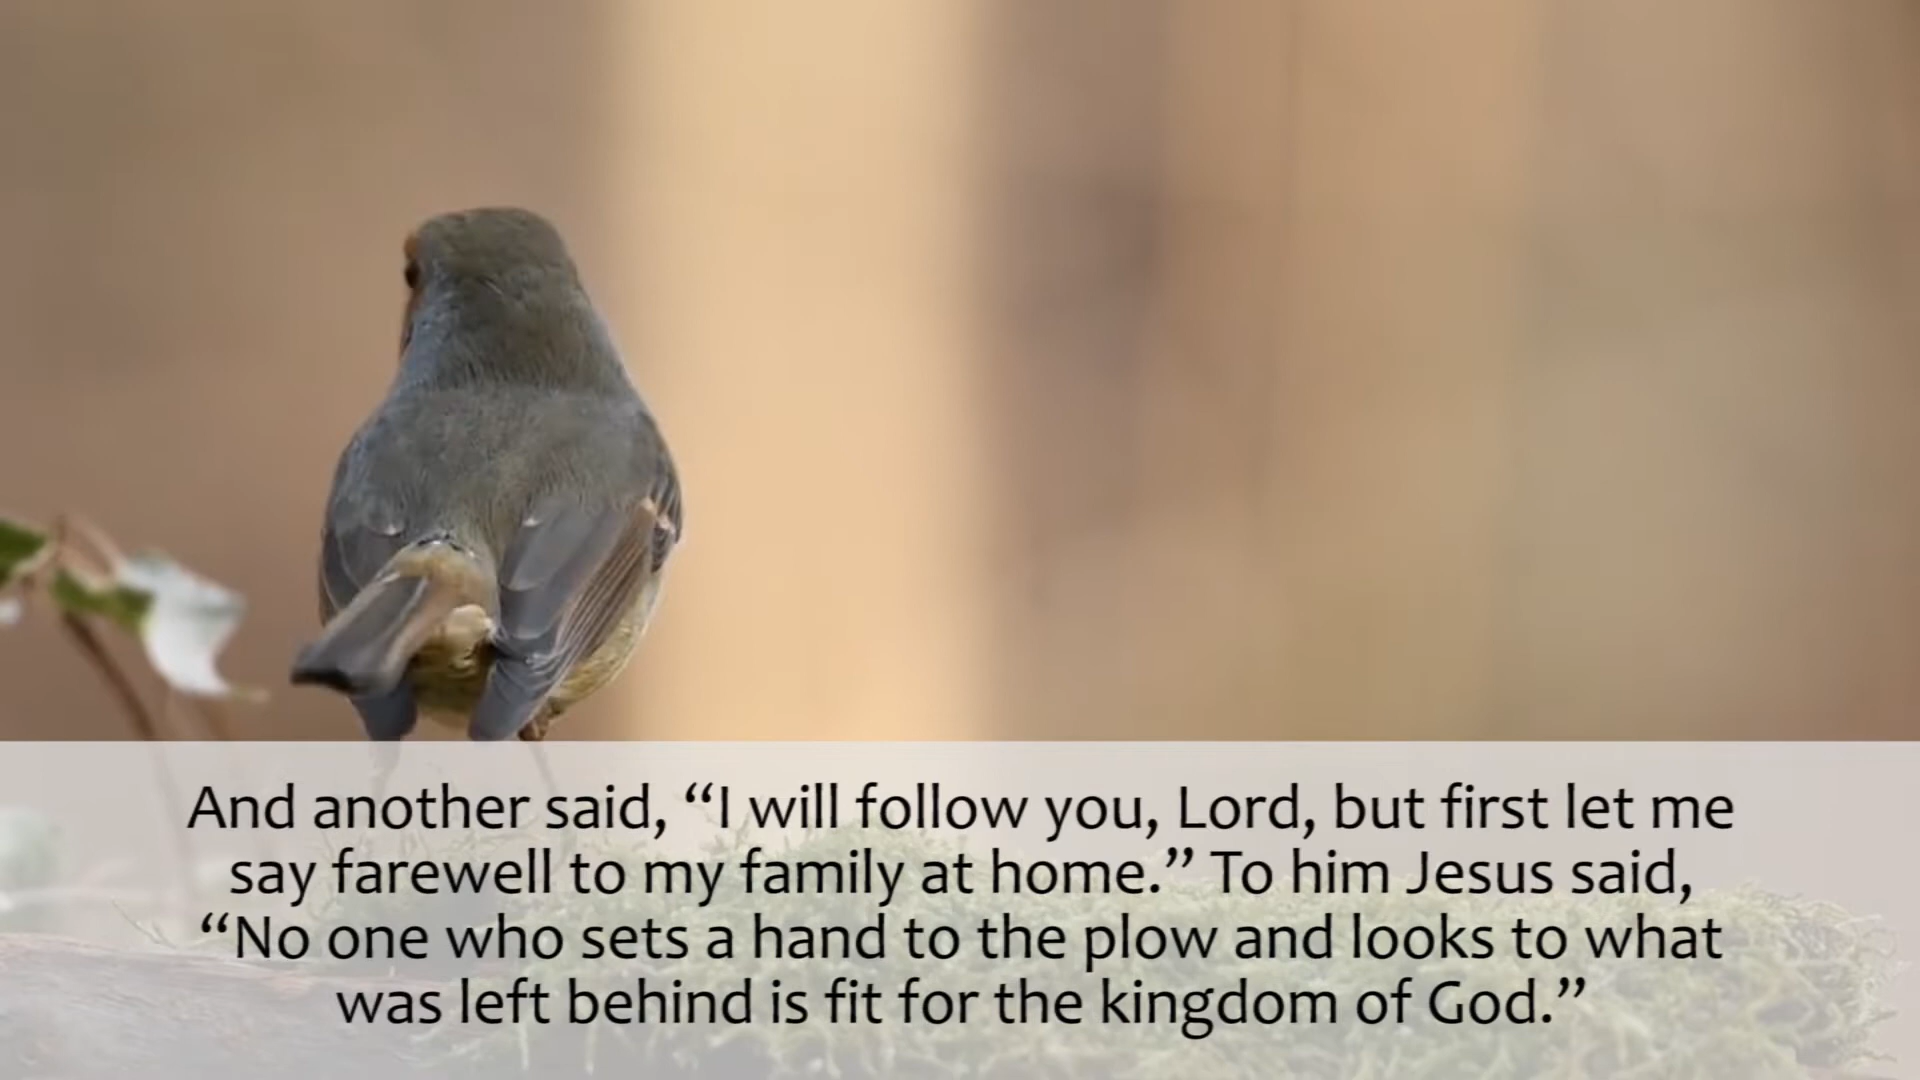 And another said, “I will follow you, Lord, but first let me
say farewell to my family at home.” To him Jesus said,
“No one who sets a hand to the plow and looks to what
was left behind is fit for the kingdom of God.”